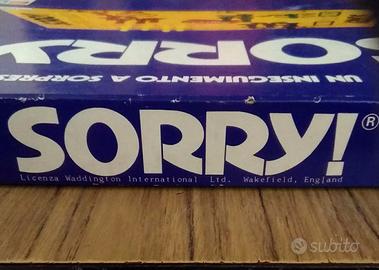 SORRY
UN INSEGUIMENTO A SORPRES
SORRY!®
Licenza Waddington International Ltd. Wakefield, England
subito